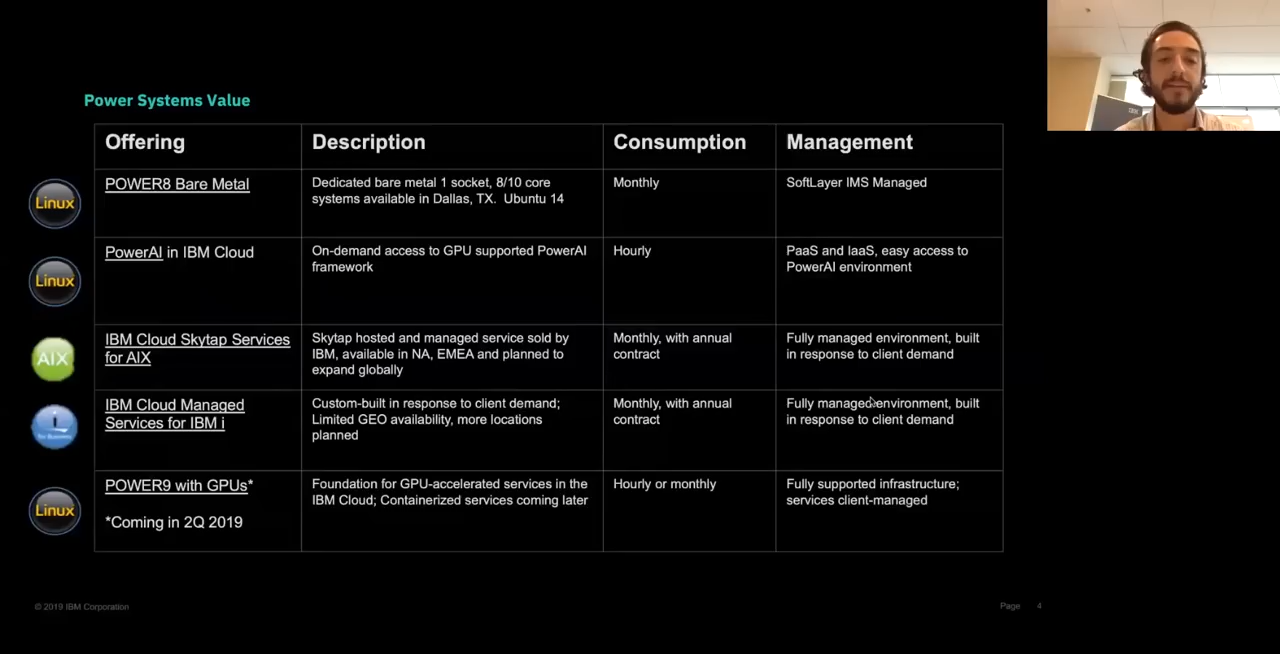 Power Systems Value
Offering
Description
Consumption
Management
Linux
POWER8 Bare Metal
Dedicated bare metal 1 socket, 8/10 core
systems available in Dallas, TX. Ubuntu 14
Monthly
SoftLayer IMS Managed
Linux
PowerAI in IBM Cloud
On-demand access to GPU supported PowerAI
framework
Hourly
PaaS and IaaS, easy access to
PowerAI environment
AIX
IBM Cloud Skytap Services
for AIX
Skytap hosted and managed service sold by
IBM, available in NA, EMEA and planned to
expand globally
Monthly, with annual
contract
Fully managed environment, built
in response to client demand
i
IBM Cloud Managed
Services for IBM i
Custom-built in response to client demand;
Limited GEO availability, more locations
planned
Monthly, with annual
contract
Fully managed environment, built
in response to client demand
Linux
POWER9 with GPUs*
*Coming in 2Q 2019
Foundation for GPU-accelerated services in the
IBM Cloud; Containerized services coming later
Hourly or monthly
Fully supported infrastructure;
services client-managed
© 2019 IBM Corporation
Page 4